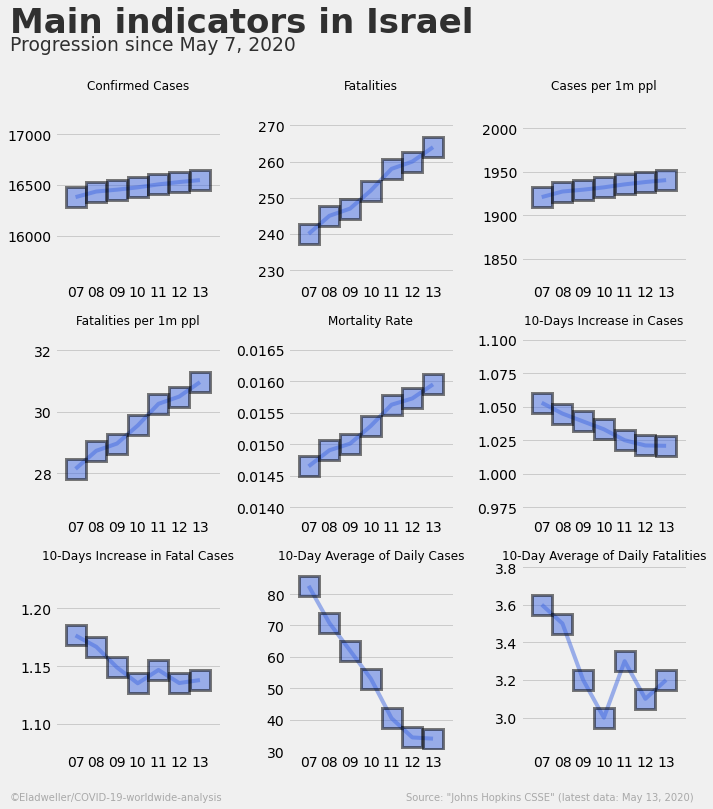 Main indicators in Israel
Progression since May 7, 2020
Confirmed Cases
17000
16500
16000
07 08 09 10 11 12 13
Fatalities
270
260
250
240
230
07 08 09 10 11 12 13
Cases per 1m ppl
2000
1950
1900
1850
07 08 09 10 11 12 13
Fatalities per 1m ppl
32
30
28
07 08 09 10 11 12 13
Mortality Rate
0.0165
0.0160
0.0155
0.0150
0.0145
0.0140
07 08 09 10 11 12 13
10-Days Increase in Cases
1.100
1.075
1.050
1.025
1.000
0.975
07 08 09 10 11 12 13
10-Days Increase in Fatal Cases
1.20
1.15
1.10
07 08 09 10 11 12 13
10-Day Average of Daily Cases
80
70
60
50
40
30
07 08 09 10 11 12 13
10-Day Average of Daily Fatalities
3.8
3.6
3.4
3.2
3.0
07 08 09 10 11 12 13
©Eladweller/COVID-19-worldwide-analysis
Source: "Johns Hopkins CSSE" (latest data: May 13, 2020)